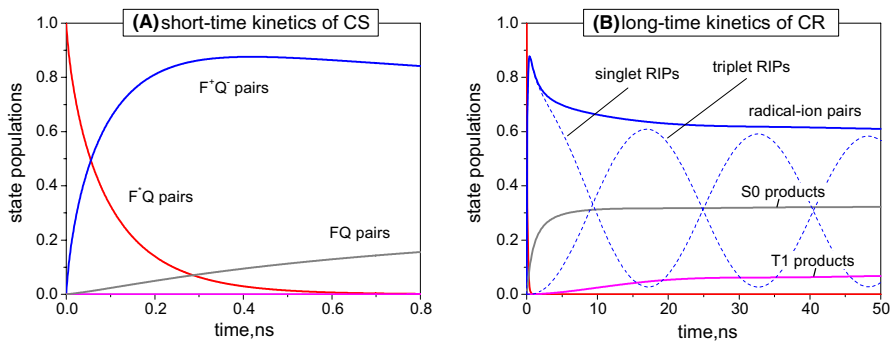 (A) short-time kinetics of CS
1.0
0.8
0.6
0.4
0.2
0.0
state populations
F⁺Q⁻ pairs
F*Q pairs
FQ pairs
0.0 0.2 0.4 0.6 0.8
time,ns
(B) long-time kinetics of CR
1.0
0.8
0.6
0.4
0.2
0.0
state populations
singlet RIPs
triplet RIPs
radical-ion pairs
S0 products
T1 products
0 10 20 30 40 50
time,ns